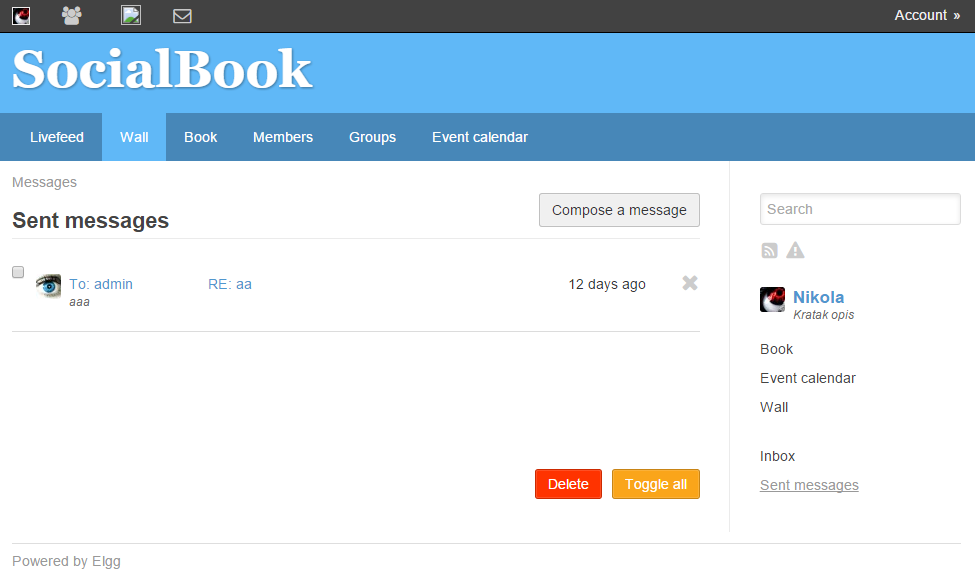 Account »
SocialBook
Livefeed Wall Book Members Groups Event calendar
Messages
Sent messages
Compose a message
To: admin RE: aa 12 days ago
aaa
Delete Toggle all
Search
Nikola
Kratak opis
Book
Event calendar
Wall
Inbox
Sent messages
Powered by Elgg